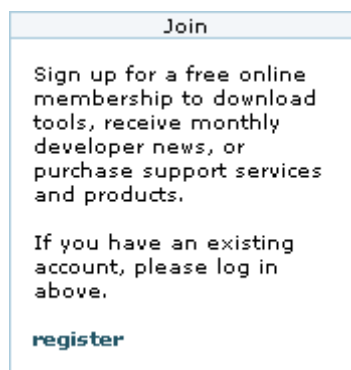 Join
Sign up for a free online
membership to download
tools, receive monthly
developer news, or
purchase support services
and products.
If you have an existing
account, please log in
above.
register